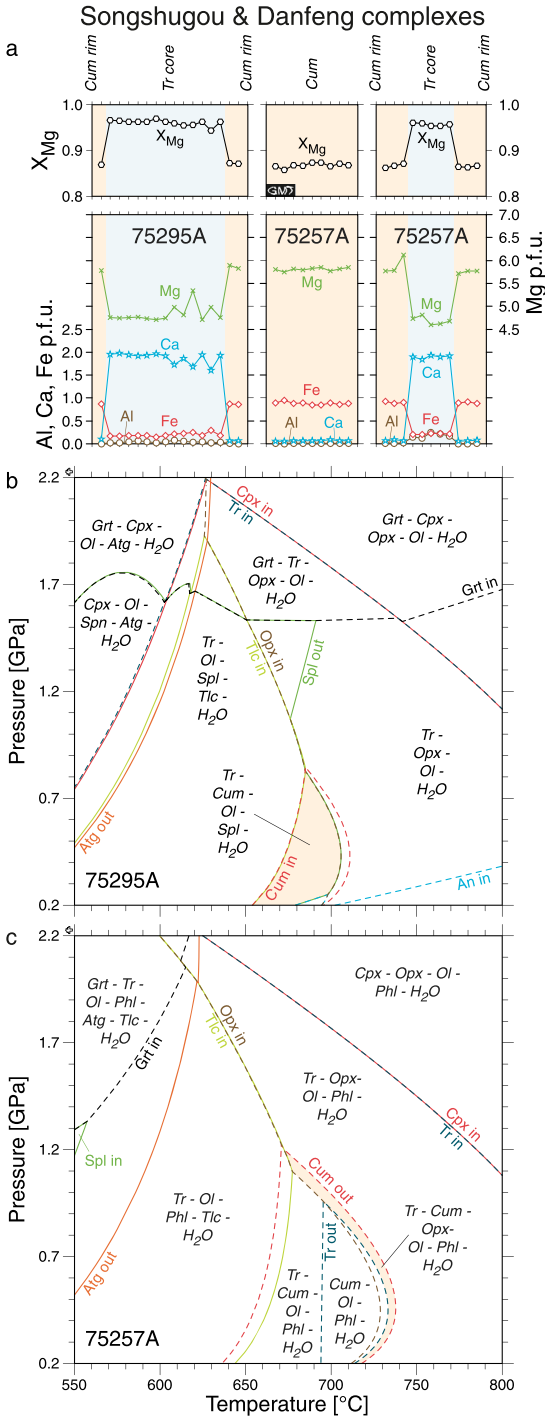 Songshugou & Danfeng complexes
a
Cum rim
Tr core
Cum rim
Cum
Cum rim
Tr core
Cum rim
X_Mg
1.0
0.9
0.8
X_Mg
X_Mg
GMD
X_Mg
1.0
0.9
0.8
X_Mg
75295A
75257A
75257A
Mg
Ca
Al
Fe
Mg
Fe
Al
Ca
Mg
Ca
Al
Fe
Al, Ca, Fe p.f.u.
2.5
2.0
1.5
1.0
0.5
0.0
7.0
6.5
6.0
5.5
5.0
4.5
Mg p.f.u.
b
Pressure [GPa]
2.2
1.7
1.2
0.7
0.2
Grt - Cpx -
Ol - Atg - H2O
Cpx in
Tr in
Grt - Cpx -
Opx - Ol - H2O
Grt - Tr -
Opx - Ol -
H2O
Grt in
Cpx - Ol -
Spn - Atg -
H2O
Tr -
Ol -
Spl -
Tlc -
H2O
Opx in
Tlc in
Spl out
Tr -
Opx -
Ol -
H2O
Tr -
Cum -
Ol -
Spl -
H2O
Atg out
Cum in
An in
75295A
c
Pressure [GPa]
2.2
1.7
1.2
0.7
0.2
Grt - Tr -
Ol - Phl -
Atg - Tlc -
H2O
Grt in
Opx in
Tlc in
Cpx - Opx - Ol -
Phl - H2O
Tr - Opx-
Ol - Phl -
H2O
Cpx in
Tr in
Spl in
Cum out
Tr - Ol -
Phl - Tlc -
H2O
Tr out
Tr - Cum -
Opx-
Ol - Phl -
H2O
Atg out
Tr -
Cum -
Ol -
Phl -
H2O
Cum -
Ol -
Phl -
H2O
75257A
550
600
650
700
750
800
Temperature [°C]